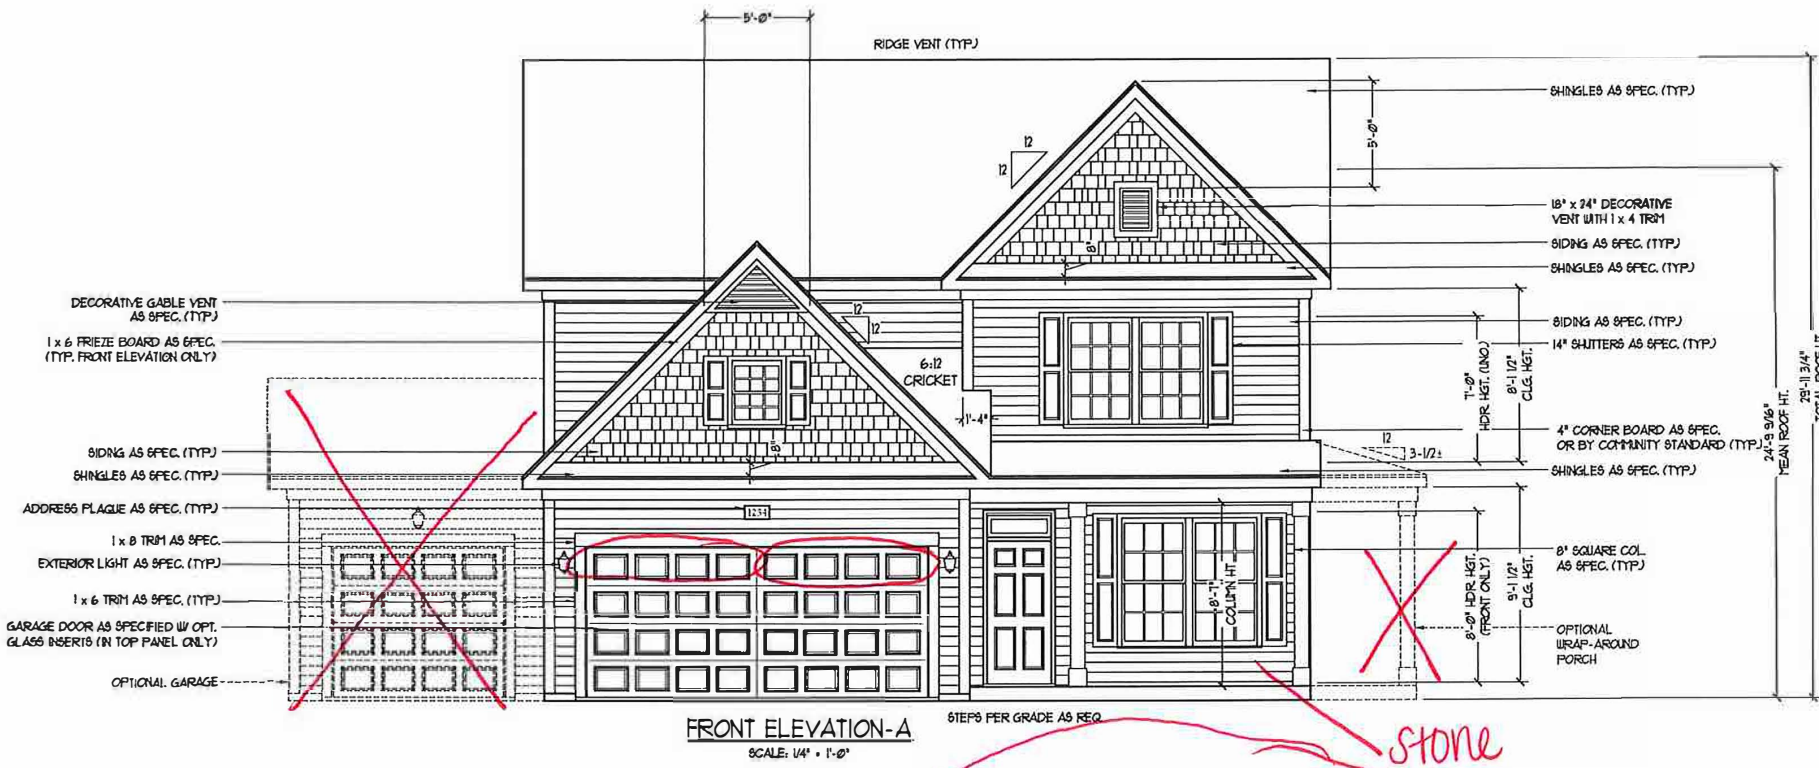 5'-0"
RIDGE VENT (TYP.)
SHINGLES AS SPEC. (TYP.)
5'-0"
12
12
18" x 24" DECORATIVE
VENT WITH 1 x 4 TRIM
SIDING AS SPEC. (TYP.)
8"
SHINGLES AS SPEC. (TYP.)
DECORATIVE GABLE VENT
AS SPEC. (TYP.)
12
12
SIDING AS SPEC. (TYP.)
1 x 6 FRIEZE BOARD AS SPEC.
(TYP. FRONT ELEVATION ONLY)
14" SHUTTERS AS SPEC. (TYP.)
6:12
CRICKET
7'-0"
HDR. HGT. (UNO)
8'-1 1/2"
CLG. HGT.
29'-11 3/4"
24'-9 9/16"
MEAN ROOF HT.
1'-4"
4" CORNER BOARD AS SPEC.
OR BY COMMUNITY STANDARD (TYP.)
12
3-1/2±
8"
SIDING AS SPEC. (TYP.)
SHINGLES AS SPEC. (TYP.)
SHINGLES AS SPEC. (TYP.)
ADDRESS PLAQUE AS SPEC. (TYP.)
1234
1 x 8 TRIM AS SPEC.
EXTERIOR LIGHT AS SPEC. (TYP.)
8" SQUARE COL.
AS SPEC. (TYP.)
1 x 6 TRIM AS SPEC. (TYP.)
8'-7"
COLUMN HT.
8'-0" HDR. HGT.
(FRONT ONLY)
9'-1 1/2"
CLG. HGT.
GARAGE DOOR AS SPECIFIED W/ OPT.
GLASS INSERTS (IN TOP PANEL ONLY)
OPTIONAL
WRAP-AROUND
PORCH
OPTIONAL GARAGE
FRONT ELEVATION-A
STEPS PER GRADE AS REQ.
SCALE: 1/4" = 1'-0"
stone